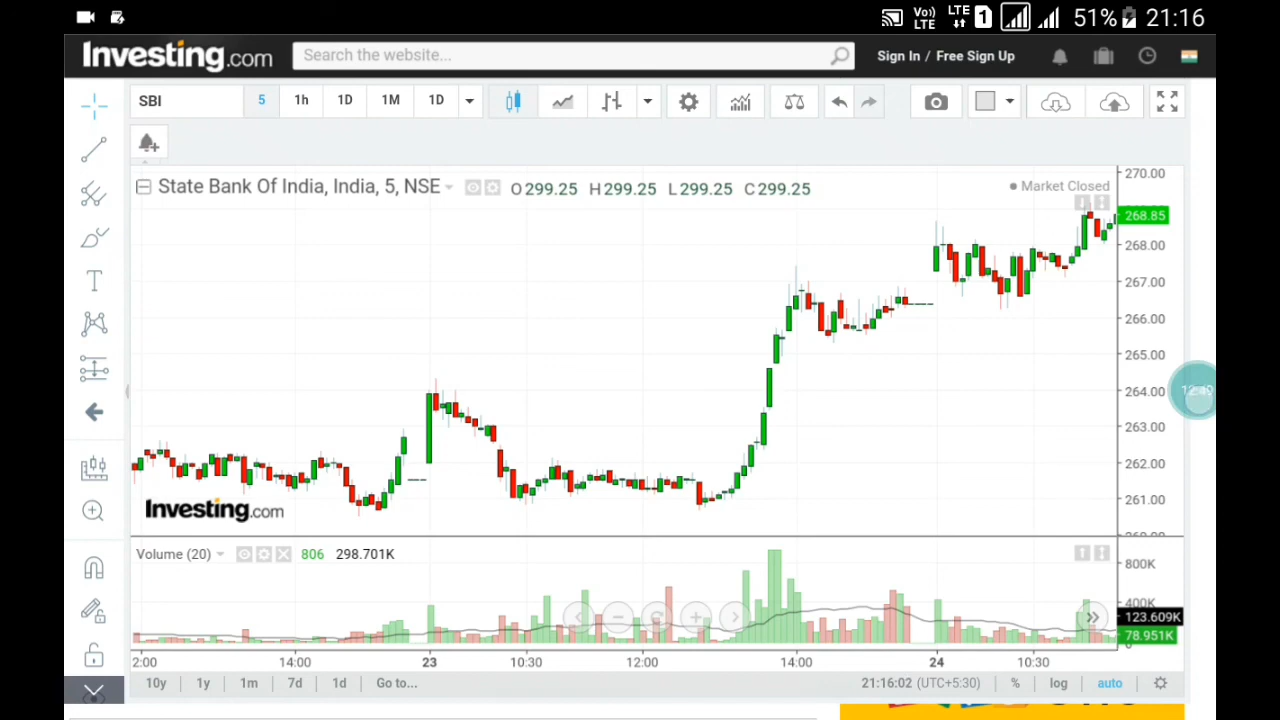 Vo) LTE LTE 1 51% 21:16
Investing.com Search the website... Sign In / Free Sign Up
SBI 5 1h 1D 1M 1D
State Bank Of India, India, 5, NSE O 299.25 H 299.25 L 299.25 C 299.25
Market Closed
270.00
268.85
268.00
267.00
266.00
265.00
264.00
263.00
262.00
261.00
Investing.com
Volume (20) 806 298.701K
800K
400K
123.609K
78.951K
0
2:00 14:00 23 10:30 12:00 14:00 24 10:30
10y 1y 1m 7d 1d Go to... 21:16:02 (UTC+5:30) % log auto